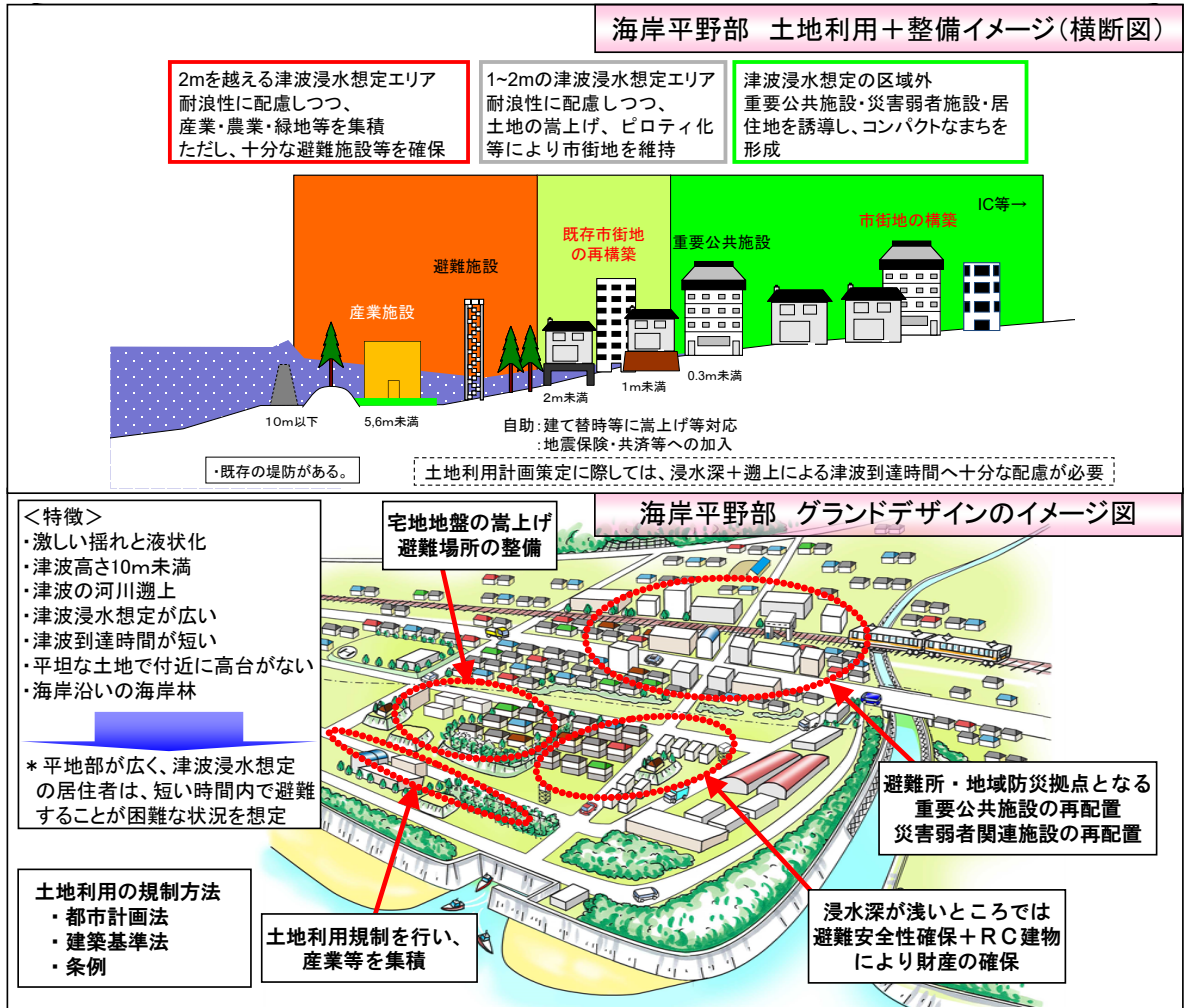 海岸平野部 土地利用＋整備イメージ（横断図）
2mを越える津波浸水想定エリア
耐浪性に配慮しつつ、
産業・農業・緑地等を集積
ただし、十分な避難施設等を確保
1~2mの津波浸水想定エリア
耐浪性に配慮しつつ、
土地の嵩上げ、ピロティ化
等により市街地を維持
津波浸水想定の区域外
重要公共施設・災害弱者施設・居
住地を誘導し、コンパクトなまちを
形成
IC等→
市街地の構築
既存市街地
の再構築
重要公共施設
避難施設
産業施設
10m以下
5,6m未満
2m未満
1m未満
0.3m未満
自助：建て替時等に嵩上げ等対応
：地震保険・共済等への加入
・既存の堤防がある。
土地利用計画策定に際しては、浸水深＋遡上による津波到達時間へ十分な配慮が必要
海岸平野部 グランドデザインのイメージ図
＜特徴＞
・激しい揺れと液状化
・津波高さ10m未満
・津波の河川遡上
・津波浸水想定が広い
・津波到達時間が短い
・平坦な土地で付近に高台がない
・海岸沿いの海岸林
＊平地部が広く、津波浸水想定
の居住者は、短い時間内で避難
することが困難な状況を想定
宅地地盤の嵩上げ
避難場所の整備
H
避難所・地域防災拠点となる
重要公共施設の再配置
災害弱者関連施設の再配置
土地利用の規制方法
・都市計画法
・建築基準法
・条例
土地利用規制を行い、
産業等を集積
浸水深が浅いところでは
避難安全性確保＋ＲＣ建物
により財産の確保